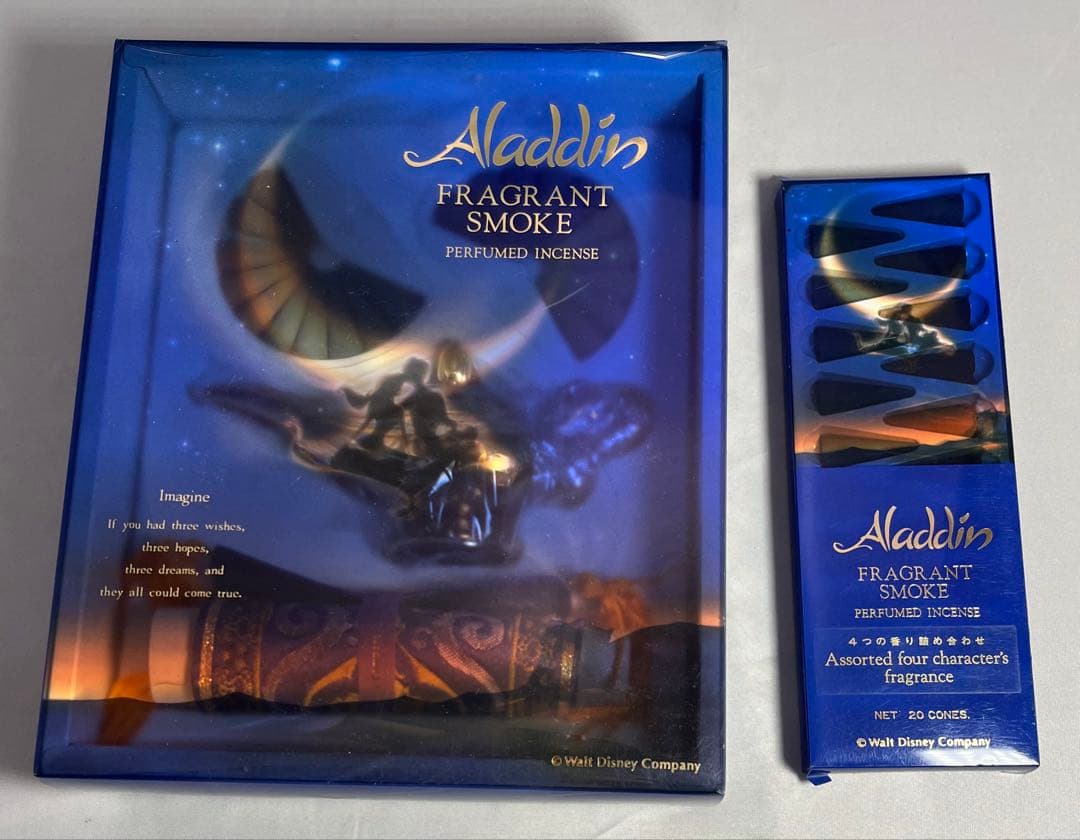 Aladdin
FRAGRANT
SMOKE
PERFUMED INCENSE
Imagine
If you had three wishes,
three hopes,
three dreams, and
they all could come true.
© Walt Disney Company
Aladdin
FRAGRANT
SMOKE
PERFUMED INCENSE
4つの香り詰め合わせ
Assorted four character's
fragrance
NET 20 CONES.
© Walt Disney Company